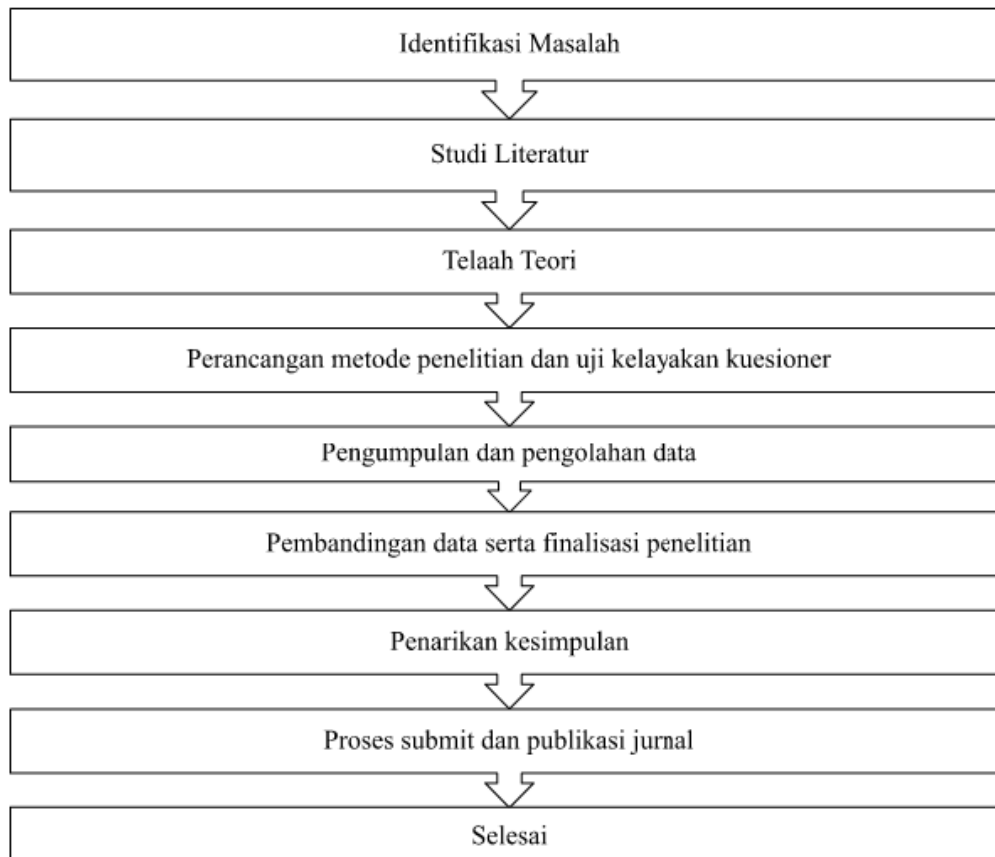 Identifikasi Masalah
Studi Literatur
Telaah Teori
Perancangan metode penelitian dan uji kelayakan kuesioner
Pengumpulan dan pengolahan data
Pembandingan data serta finalisasi penelitian
Penarikan kesimpulan
Proses submit dan publikasi jurnal
Selesai